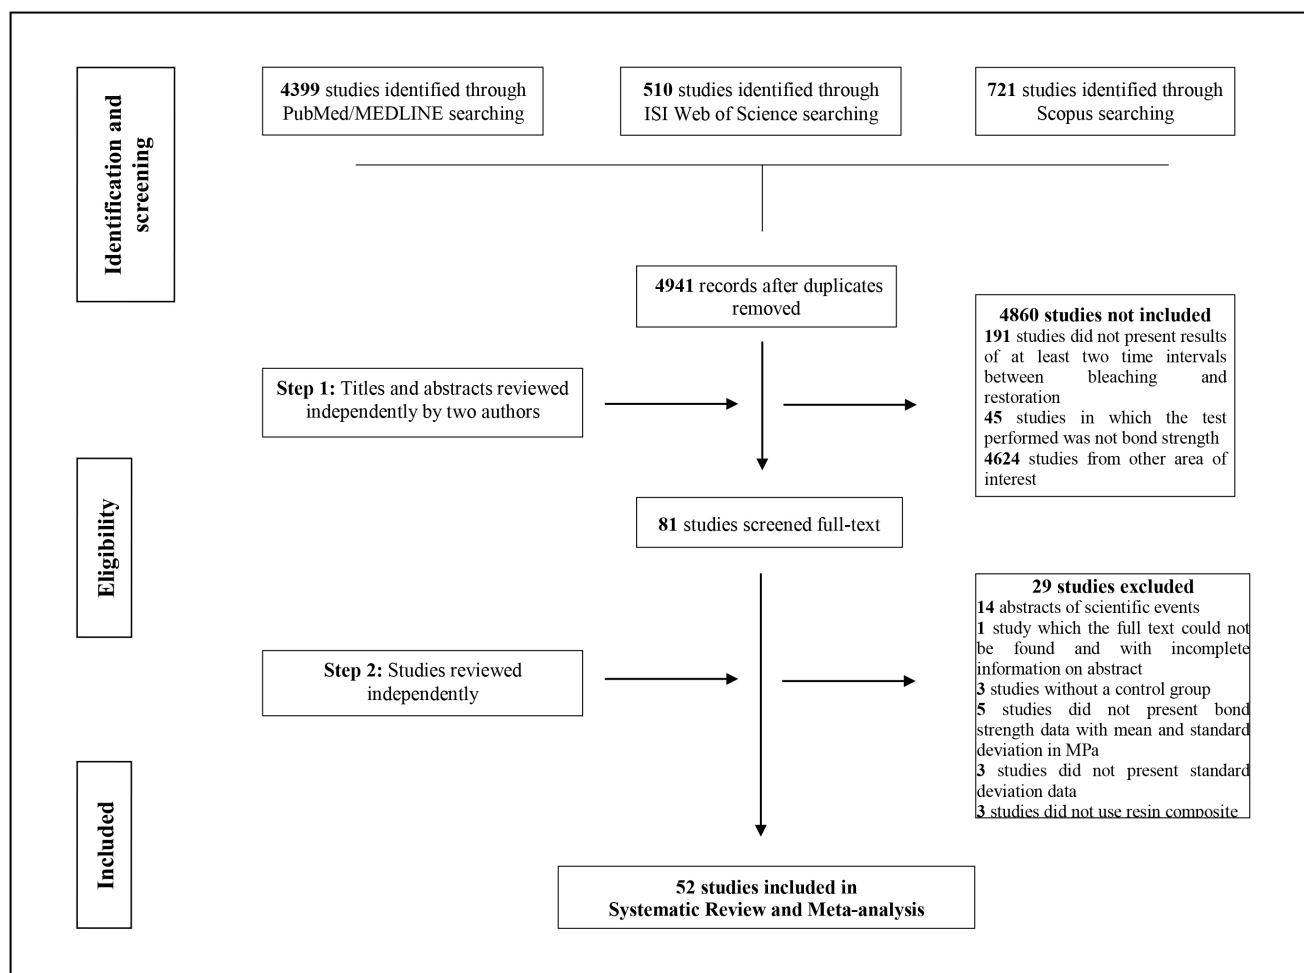 Identification and
screening
4399 studies identified through
PubMed/MEDLINE searching
510 studies identified through
ISI Web of Science searching
721 studies identified through
Scopus searching
4941 records after duplicates
removed
4860 studies not included
191 studies did not present results
of at least two time intervals
between bleaching and
restoration
45 studies in which the test
performed was not bond strength
4624 studies from other area of
interest
Step 1: Titles and abstracts reviewed
independently by two authors
Eligibility
81 studies screened full-text
29 studies excluded
14 abstracts of scientific events
1 study which the full text could not
be found and with incomplete
information on abstract
3 studies without a control group
5 studies did not present bond
strength data with mean and standard
deviation in MPa
3 studies did not present standard
deviation data
3 studies did not use resin composite
Step 2: Studies reviewed
independently
Included
52 studies included in
Systematic Review and Meta-analysis